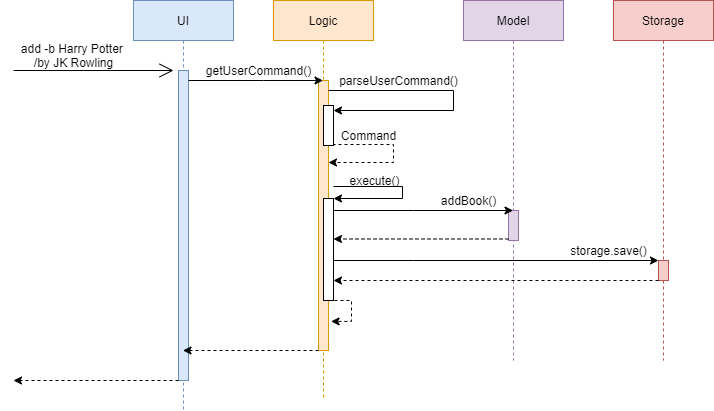 UI
Logic
Model
Storage
add -b Harry Potter
/by JK Rowling
getUserCommand()
parseUserCommand()
Command
execute()
addBook()
storage.save()